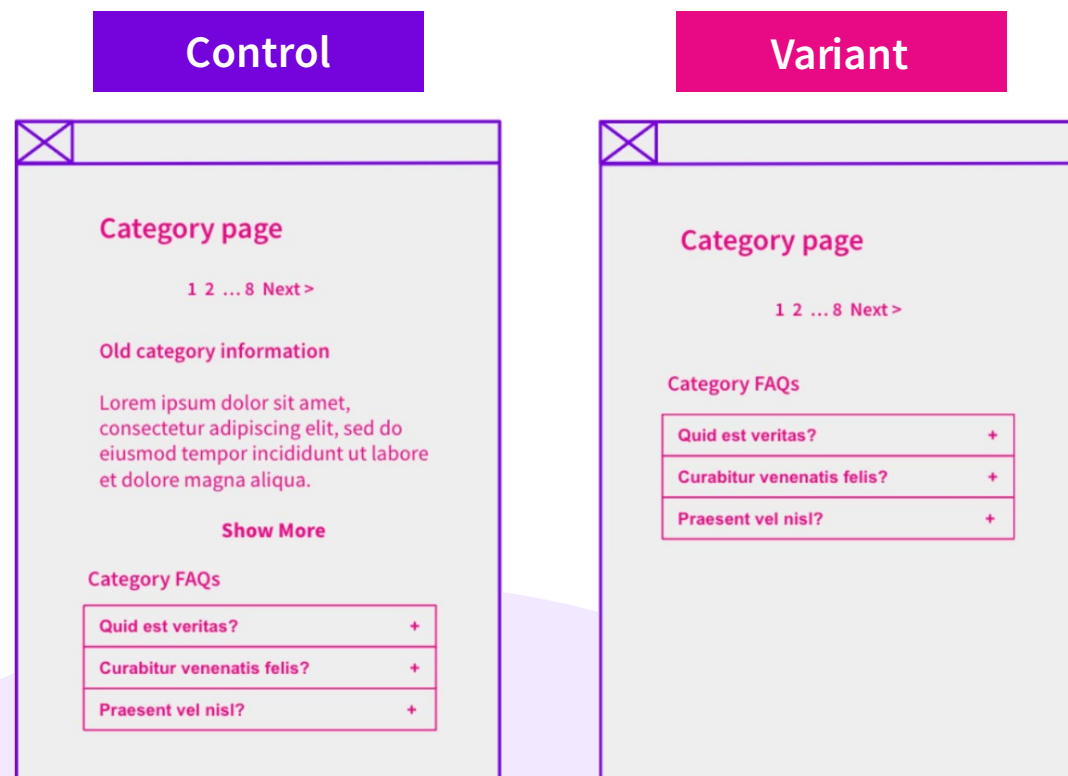 Control
Category page
1 2 ... 8 Next >
Old category information
Lorem ipsum dolor sit amet,
consectetur adipiscing elit, sed do
eiusmod tempor incididunt ut labore
et dolore magna aliqua.
Show More
Category FAQs
Quid est veritas? +
Curabitur venenatis felis? +
Praesent vel nisl? +
Variant
Category page
1 2 ... 8 Next >
Category FAQs
Quid est veritas? +
Curabitur venenatis felis? +
Praesent vel nisl? +